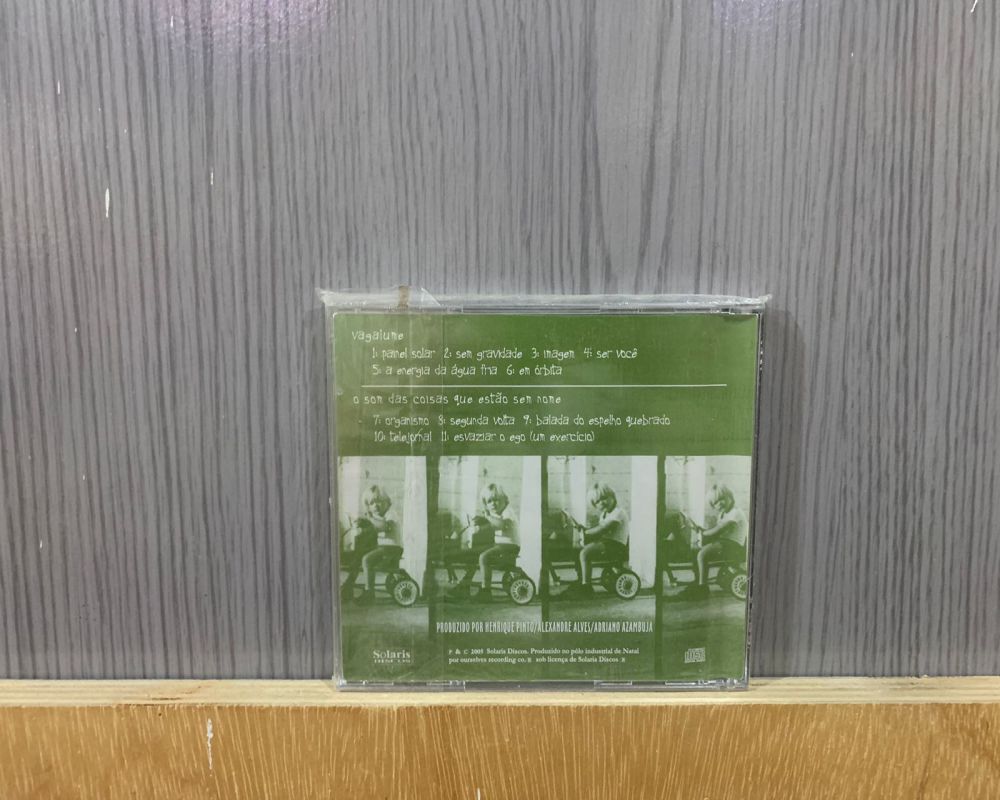 vagalume
1: painel solar 2: sem gravidade 3: imagem 4: ser você
5: a energia da água fria 6: em órbita
o som das coisas que estão sem nome
7: organismo 8: segunda volta 9: balada do espelho quebrado
10: telejornal 11: esvaziar o ego (um exercício)
PRODUZIDO POR HENRIQUE PINTO/ALEXANDRE ALVES/ADRIANO AZAMBUJA
Solaris
DISCOS
P & C 2005 Solaris Discos. Produzido no pólo industrial de Natal
por ourselves recording co. sob licença de Solaris Discos